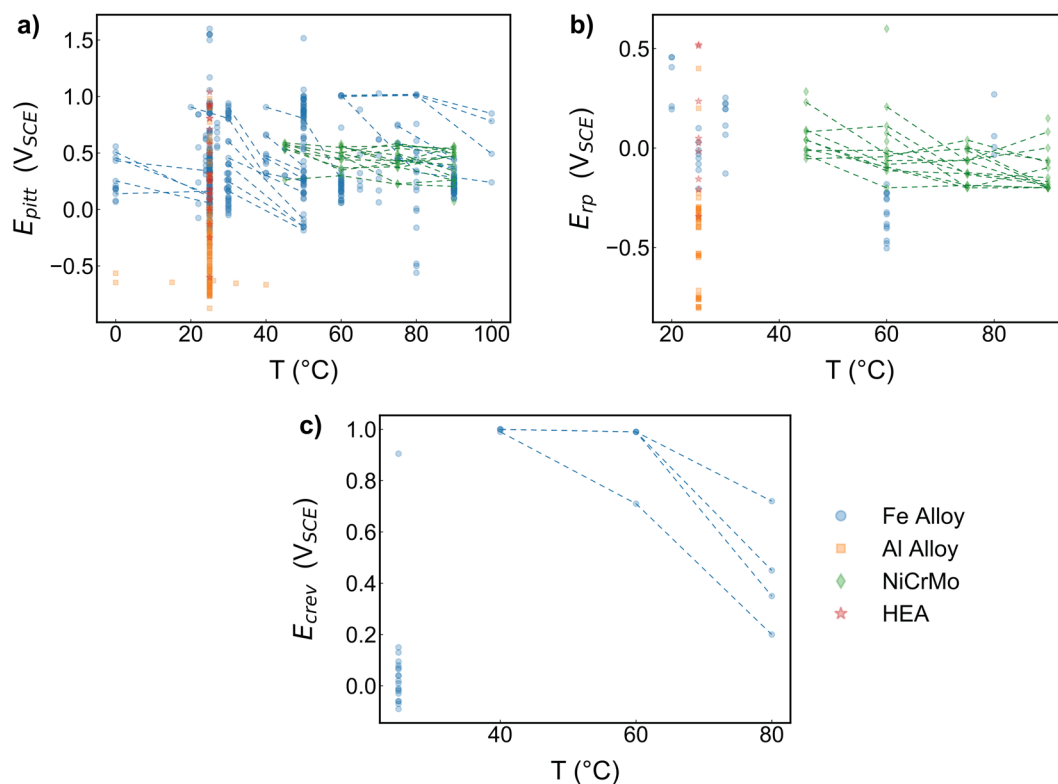 a)
1.5
1.0
0.5
0.0
−0.5
E_pitt (V_SCE)
0 20 40 60 80 100
T (°C)
b)
0.5
0.0
−0.5
E_rp (V_SCE)
20 40 60 80
T (°C)
c)
1.0
0.8
0.6
0.4
0.2
0.0
E_crev (V_SCE)
40 60 80
T (°C)
Fe Alloy
Al Alloy
NiCrMo
HEA